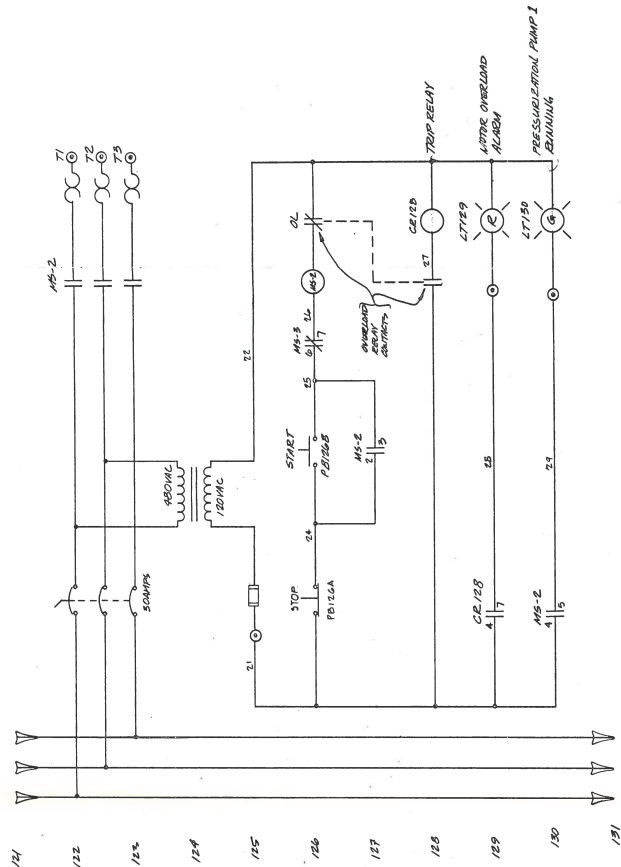 121
122
123
124
125
126
127
128
129
130
131
T1
T2
T3
MS-2
50AMPS
480VAC
120VAC
22
21
STOP
PB126A
24
START
PB126B
25
MS-2
2 3
MS-3
6 7
26
MS-2
OL
OVERLOAD
RELAY
CONTACTS
27
CR128
TRIP RELAY
CR128
4 7
28
LT129
R
MOTOR OVERLOAD
ALARM
MS-2
4 5
29
LT130
G
PRESSURIZATION PUMP 1
RUNNING